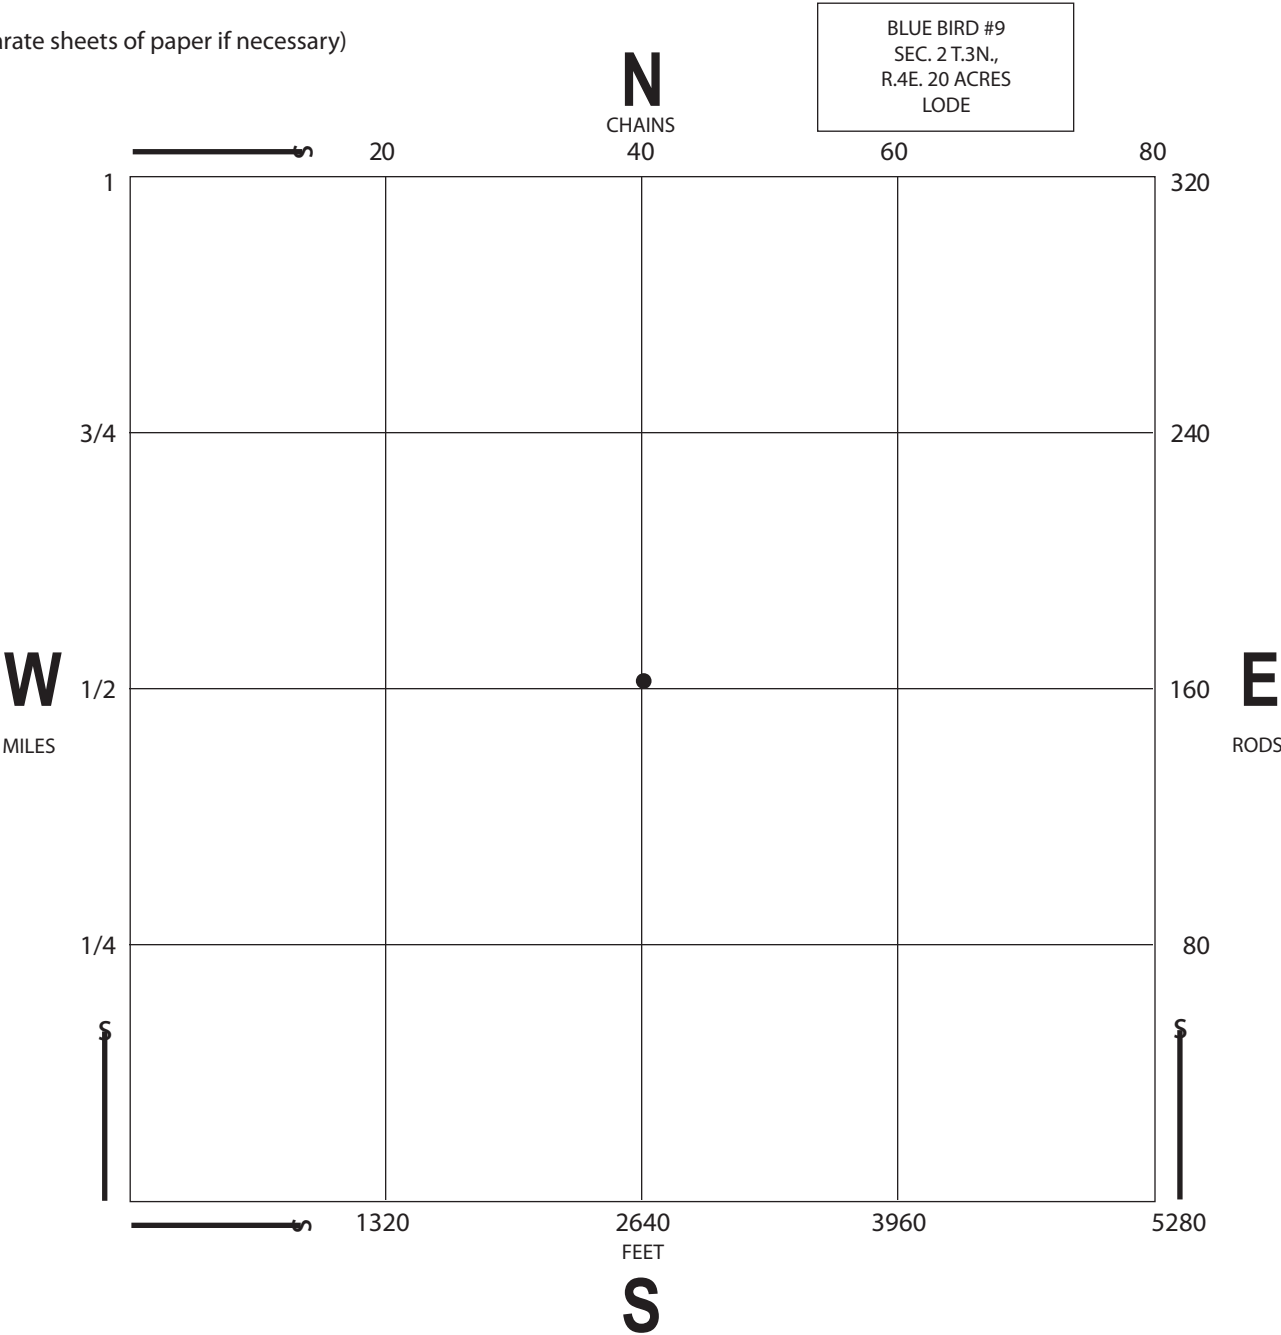 arate sheets of paper if necessary)
BLUE BIRD #9
SEC. 2 T.3N.,
R.4E. 20 ACRES
LODE
N
CHAINS
S 20 40 60 80
1 320
3/4 240
W 1/2 160 E
MILES RODS
1/4 80
S S
S 1320 2640 3960 5280
FEET
S